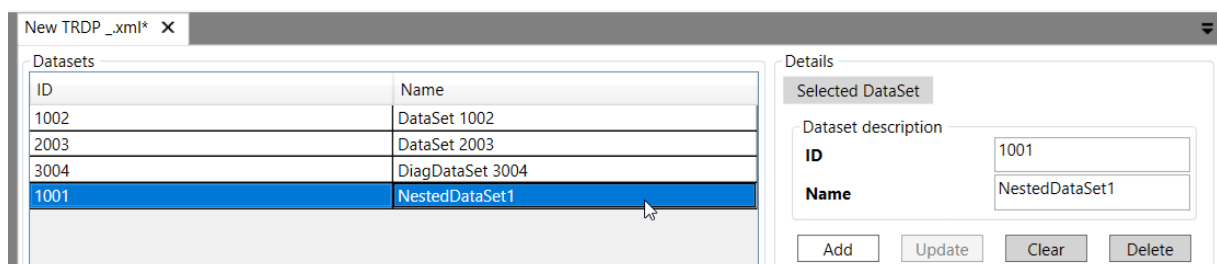 New TRDP _.xml* X
Datasets
ID Name
1002 DataSet 1002
2003 DataSet 2003
3004 DiagDataSet 3004
1001 NestedDataSet1
Details
Selected DataSet
Dataset description
ID 1001
Name NestedDataSet1
Add Update Clear Delete